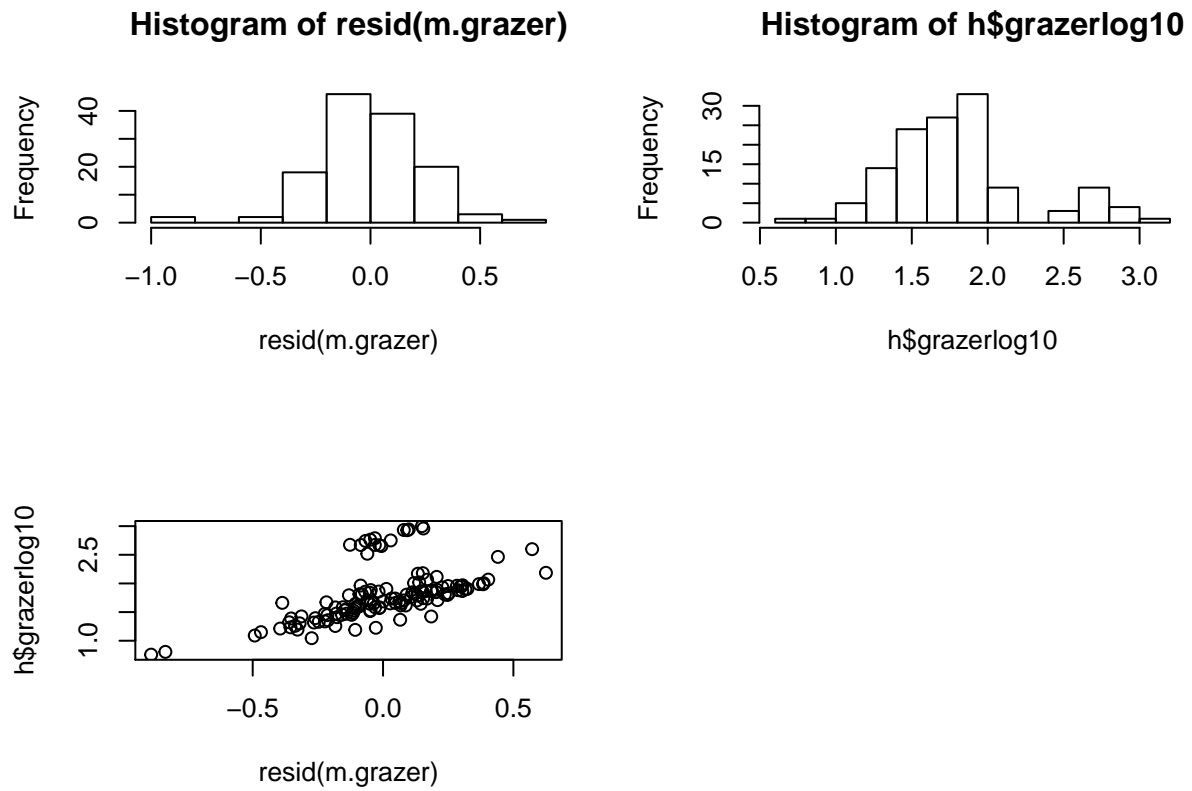 Histogram of resid(m.grazer)
Frequency
0 20 40
−1.0 −0.5 0.0 0.5
resid(m.grazer)
Histogram of h$grazerlog10
Frequency
0 15 30
0.5 1.0 1.5 2.0 2.5 3.0
h$grazerlog10
h$grazerlog10
1.0 2.5
−0.5 0.0 0.5
resid(m.grazer)